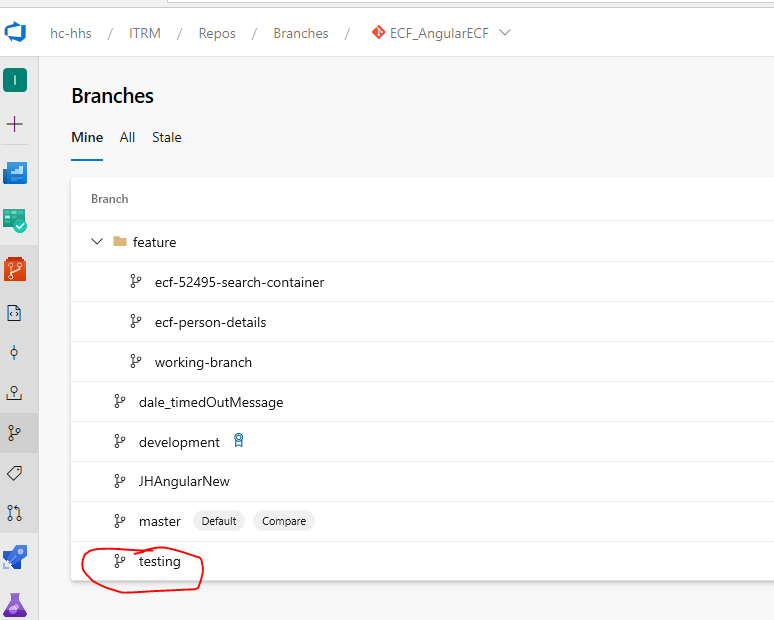 hc-hhs / ITRM / Repos / Branches / ECF_AngularECF
I
Branches
Mine All Stale
Branch
feature
ecf-52495-search-container
ecf-person-details
working-branch
dale_timedOutMessage
development
JHAngularNew
master Default Compare
testing